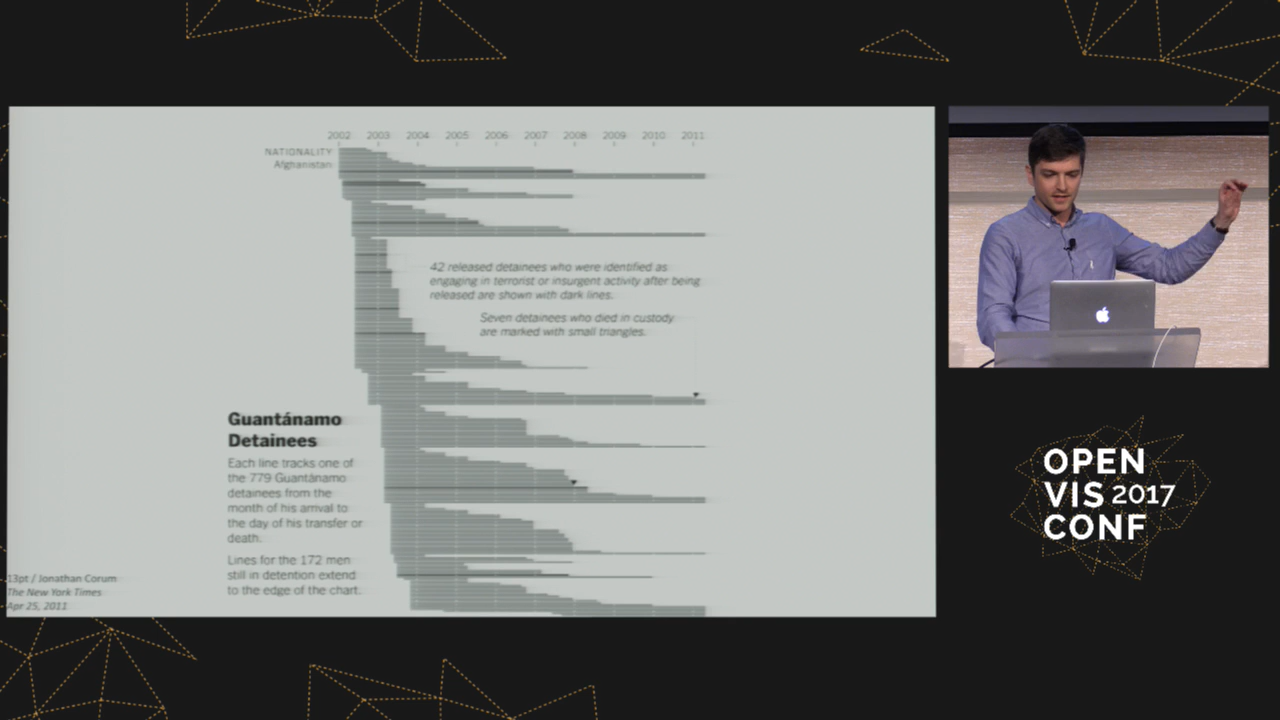 2002 2003 2004 2005 2006 2007 2008 2009 2010 2011
NATIONALITY
Afghanistan
42 released detainees who were identified as
engaging in terrorist or insurgent activity after being
released are shown with dark lines.
Seven detainees who died in custody
are marked with small triangles.
Guantánamo
Detainees
Each line tracks one of
the 779 Guantánamo
detainees from the
month of his arrival to
the day of his transfer or
death.
Lines for the 172 men
still in detention extend
to the edge of the chart.
13pt / Jonathan Corum
The New York Times
Apr 25, 2011
OPEN
VIS 2017
CONF